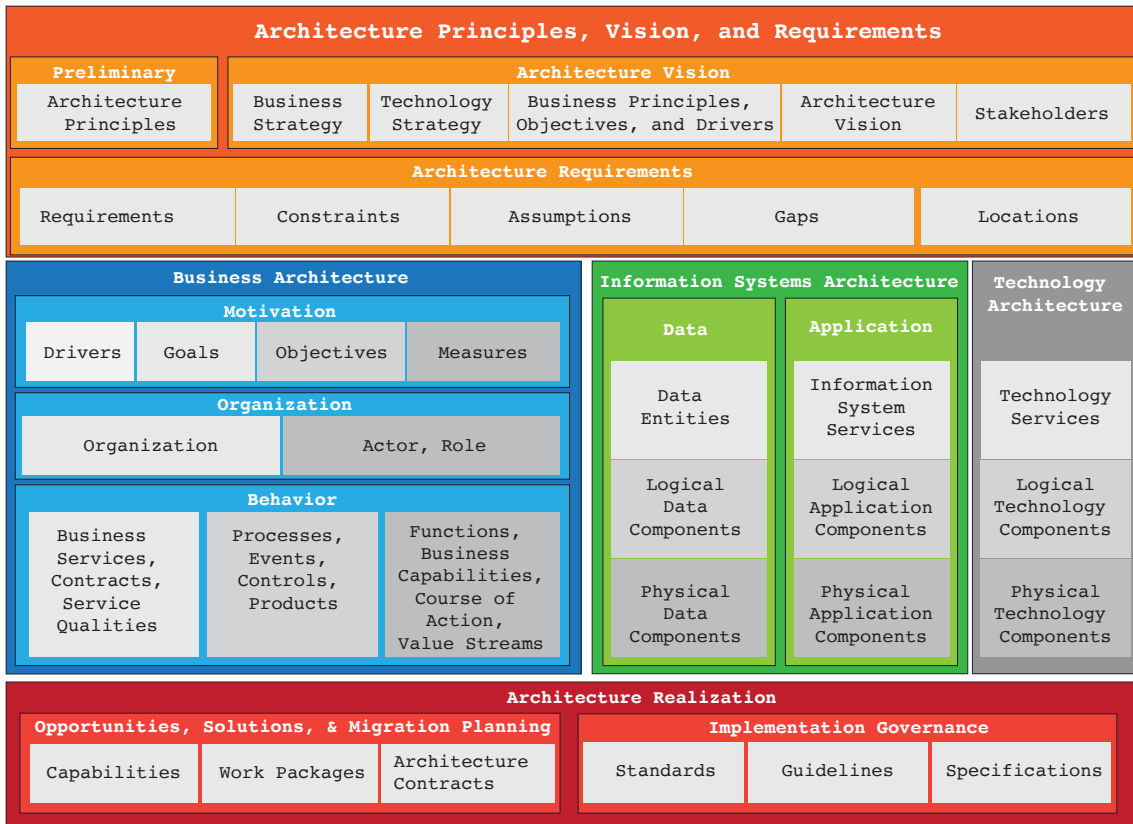 Architecture Principles, Vision, and Requirements
Preliminary
Architecture
Principles
Architecture Vision
Business
Strategy
Technology
Strategy
Business Principles,
Objectives, and Drivers
Architecture
Vision
Stakeholders
Architecture Requirements
Requirements
Constraints
Assumptions
Gaps
Locations
Business Architecture
Motivation
Drivers
Goals
Objectives
Measures
Organization
Organization
Actor, Role
Behavior
Business
Services,
Contracts,
Service
Qualities
Processes,
Events,
Controls,
Products
Functions,
Business
Capabilities,
Course of
Action,
Value Streams
Information Systems Architecture
Data
Data
Entities
Logical
Data
Components
Physical
Data
Components
Application
Information
System
Services
Logical
Application
Components
Physical
Application
Components
Technology
Architecture
Technology
Services
Logical
Technology
Components
Physical
Technology
Components
Architecture Realization
Opportunities, Solutions, & Migration Planning
Capabilities
Work Packages
Architecture
Contracts
Implementation Governance
Standards
Guidelines
Specifications